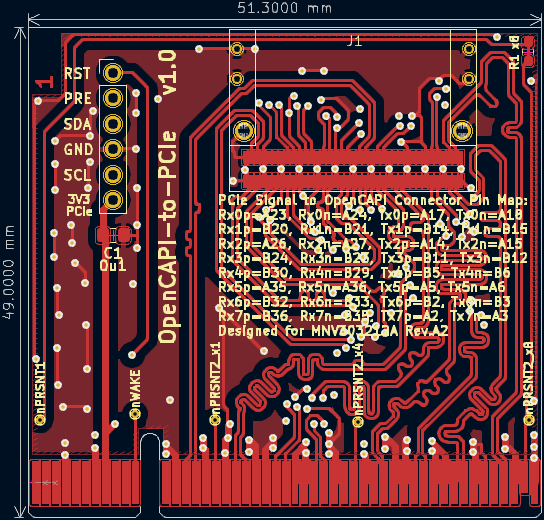 51.3000 mm
49.0000 mm
J1
R1_x8
1
v1.0
RST
PRE
SDA
GND
SCL
3V3
PCIe
C1
0u1
OpenCAPI-to-PCIe
PCIe Signal to OpenCAPI Connector Pin Map:
Rx0p=A23, Rx0n=A24, Tx0p=A17, Tx0n=A18
Rx1p=B20, Rx1n=B21, Tx1p=B14, Tx1n=B15
Rx2p=A26, Rx2n=A27, Tx2p=A14, Tx2n=A15
Rx3p=B24, Rx3n=B23, Tx3p=B11, Tx3n=B12
Rx4p=B30, Rx4n=B29, Tx4p=B5, Tx4n=B6
Rx5p=A35, Rx5n=A36, Tx5p=A5, Tx5n=A6
Rx6p=B32, Rx6n=B33, Tx6p=B2, Tx6n=B3
Rx7p=B36, Rx7n=B35, Tx7p=A2, Tx7n=A3
Designed for MNV303212A Rev.A2
nPRSNT1
nWAKE
nPRSNT2_x1
nPRSNT2_x4
nPRSNT2_x8